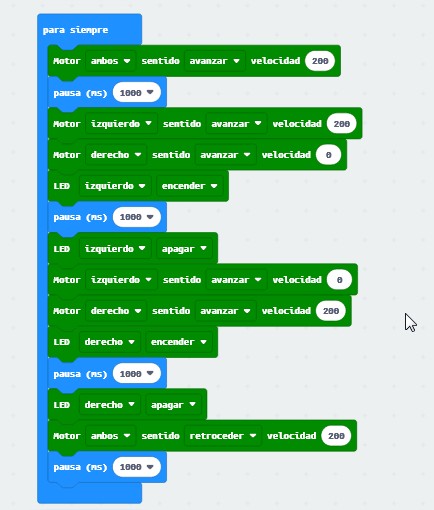 para siempre
Motor ambos sentido avanzar velocidad 200
pausa (ms) 1000
Motor izquierdo sentido avanzar velocidad 200
Motor derecho sentido avanzar velocidad 0
LED izquierdo encender
pausa (ms) 1000
LED izquierdo apagar
Motor izquierdo sentido avanzar velocidad 0
Motor derecho sentido avanzar velocidad 200
LED derecho encender
pausa (ms) 1000
LED derecho apagar
Motor ambos sentido retroceder velocidad 200
pausa (ms) 1000